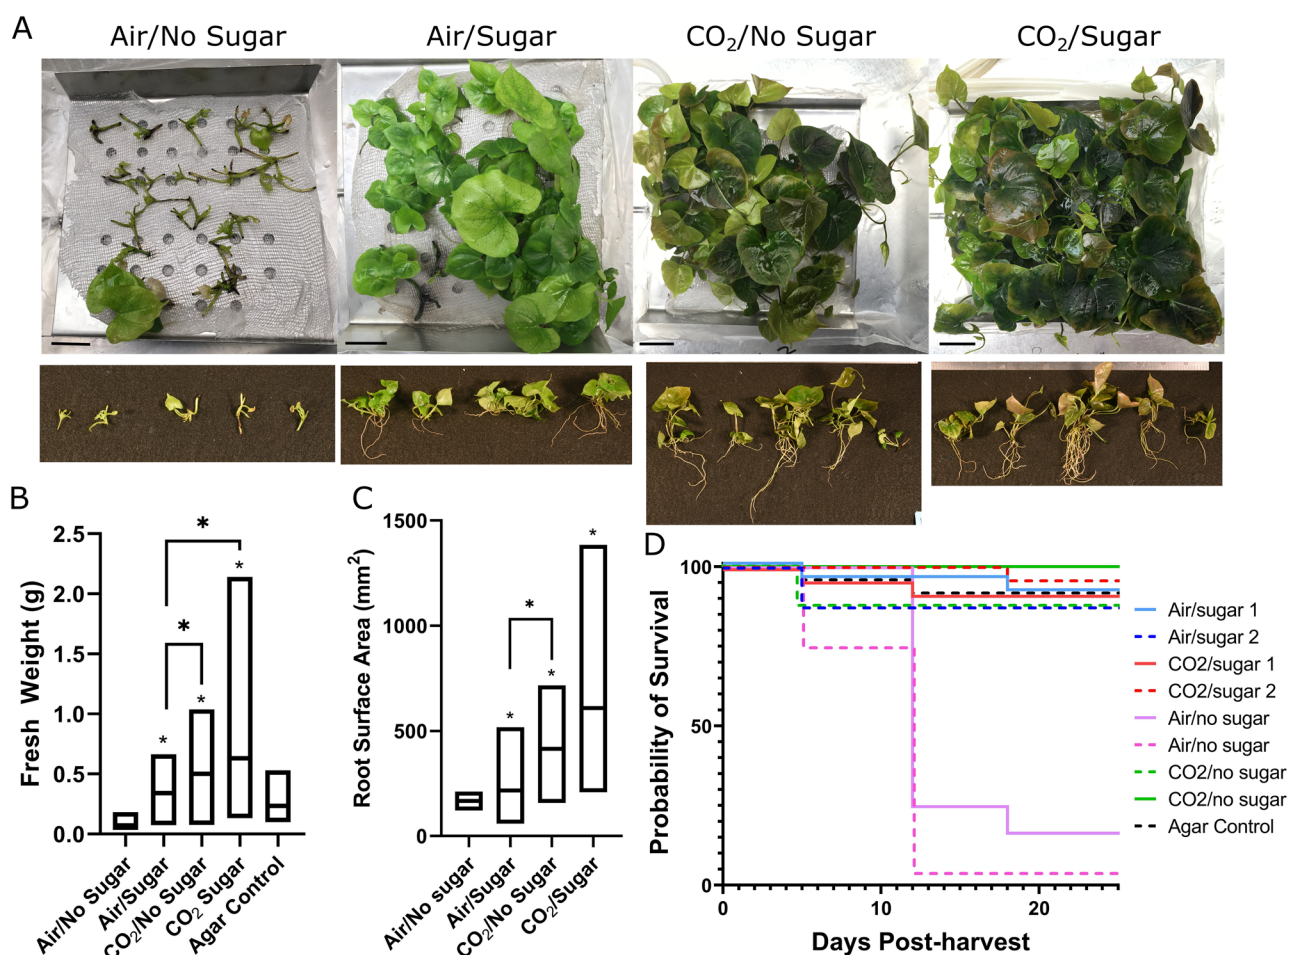 A
Air/No Sugar
Air/Sugar
CO2/No Sugar
CO2/Sugar
B
Fresh Weight (g)
2.5
2.0
1.5
1.0
0.5
0.0
*
*
*
*
*
Air/No Sugar
Air/Sugar
CO2/No Sugar
CO2 Sugar
Agar Control
C
Root Surface Area (mm2)
1500
1000
500
0
*
*
*
*
Air/No sugar
Air/Sugar
CO2/No Sugar
CO2/Sugar
D
Probability of Survival
100
50
0
0
10
20
Days Post-harvest
Air/sugar 1
Air/sugar 2
CO2/sugar 1
CO2/sugar 2
Air/no sugar
Air/no sugar
CO2/no sugar
CO2/no sugar
Agar Control